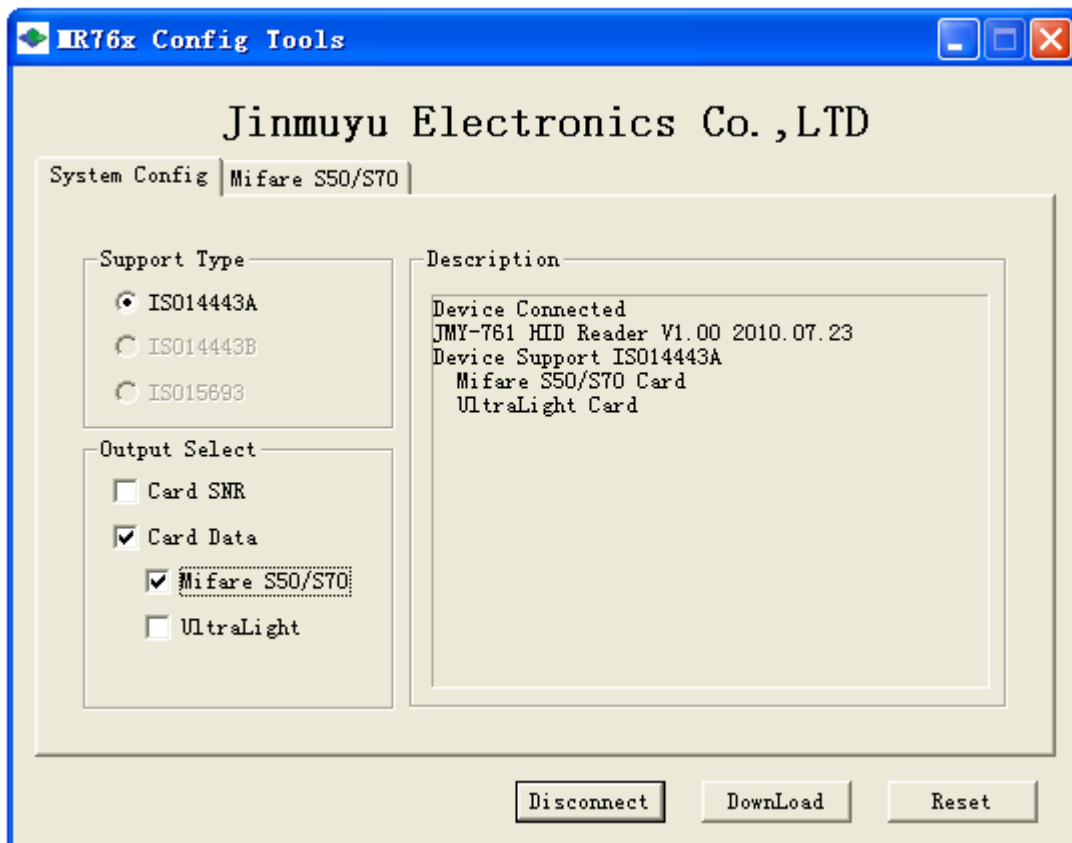 MR76x Config Tools
Jinmuyu Electronics Co.,LTD
System Config
Mifare S50/S70
Support Type
ISO14443A
ISO14443B
ISO15693
Output Select
Card SNR
Card Data
Mifare S50/S70
UltraLight
Description
Device Connected
JMY-761 HID Reader V1.00 2010.07.23
Device Support ISO14443A
Mifare S50/S70 Card
UltraLight Card
Disconnect
DownLoad
Reset